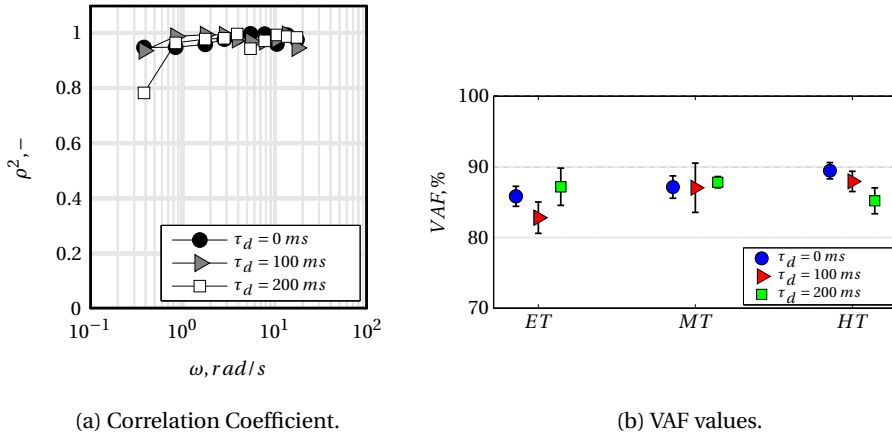 1
0.8
0.6
0.4
0.2
0
ρ², −
τ_d = 0 ms
τ_d = 100 ms
τ_d = 200 ms
10⁻¹ 10⁰ 10¹ 10²
ω, rad/s
(a) Correlation Coefficient.
100
90
80
70
VAF, %
τ_d = 0 ms
τ_d = 100 ms
τ_d = 200 ms
ET MT HT
(b) VAF values.